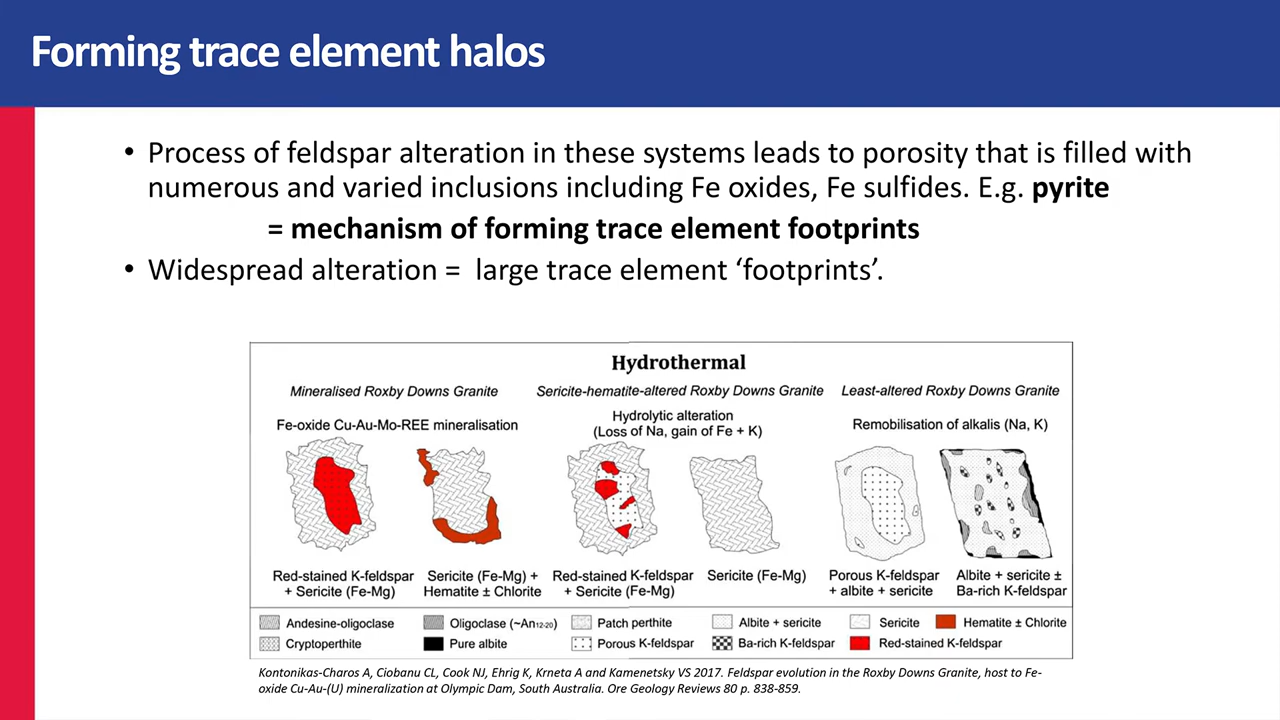 Forming trace element halos
• Process of feldspar alteration in these systems leads to porosity that is filled with
numerous and varied inclusions including Fe oxides, Fe sulfides. E.g. pyrite
= mechanism of forming trace element footprints
• Widespread alteration = large trace element ‘footprints’.
Hydrothermal
Mineralised Roxby Downs Granite
Sericite-hematite-altered Roxby Downs Granite
Least-altered Roxby Downs Granite
Fe-oxide Cu-Au-Mo-REE mineralisation
Hydrolytic alteration
(Loss of Na, gain of Fe + K)
Remobilisation of alkalis (Na, K)
Red-stained K-feldspar
+ Sericite (Fe-Mg)
Sericite (Fe-Mg) +
Hematite ± Chlorite
Red-stained K-feldspar
+ Sericite (Fe-Mg)
Sericite (Fe-Mg)
Porous K-feldspar
+ albite + sericite
Albite + sericite ±
Ba-rich K-feldspar
Andesine-oligoclase
Oligoclase (~An12-20)
Patch perthite
Albite + sericite
Sericite
Hematite ± Chlorite
Cryptoperthite
Pure albite
Porous K-feldspar
Ba-rich K-feldspar
Red-stained K-feldspar
Kontonikas-Charos A, Ciobanu CL, Cook NJ, Ehrig K, Krneta A and Kamenetsky VS 2017. Feldspar evolution in the Roxby Downs Granite, host to Fe-
oxide Cu-Au-(U) mineralization at Olympic Dam, South Australia. Ore Geology Reviews 80 p. 838-859.